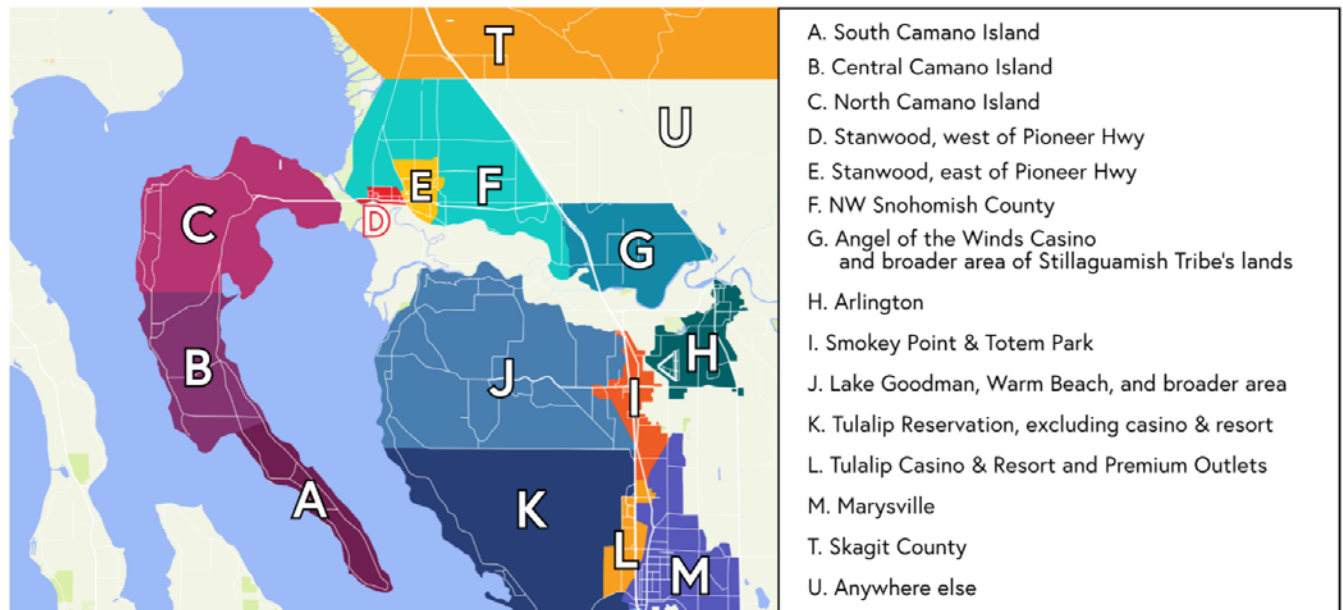 T
U
C
E
F
D
G
B
J
I
H
A
K
L
M
A. South Camano Island
B. Central Camano Island
C. North Camano Island
D. Stanwood, west of Pioneer Hwy
E. Stanwood, east of Pioneer Hwy
F. NW Snohomish County
G. Angel of the Winds Casino
and broader area of Stillaguamish Tribe's lands
H. Arlington
I. Smokey Point & Totem Park
J. Lake Goodman, Warm Beach, and broader area
K. Tulalip Reservation, excluding casino & resort
L. Tulalip Casino & Resort and Premium Outlets
M. Marysville
T. Skagit County
U. Anywhere else